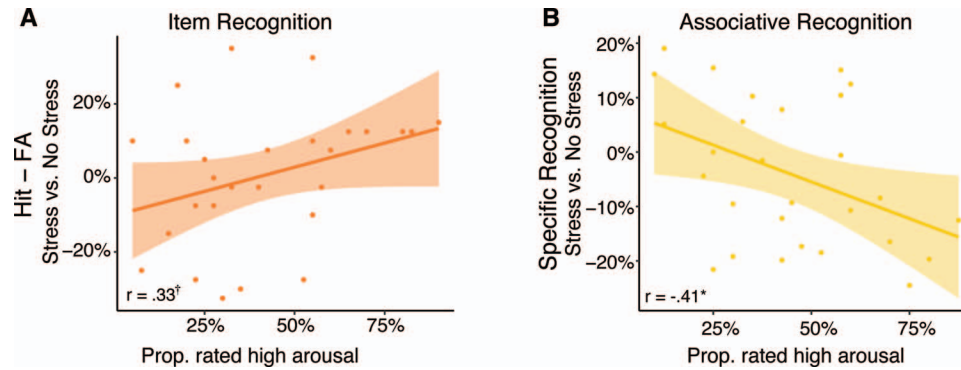 A
Item Recognition
Hit – FA
Stress vs. No Stress
20%
0%
−20%
r = .33†
25%
50%
75%
Prop. rated high arousal
B
Associative Recognition
Specific Recognition
Stress vs. No Stress
20%
10%
0%
−10%
−20%
r = -.41*
25%
50%
75%
Prop. rated high arousal